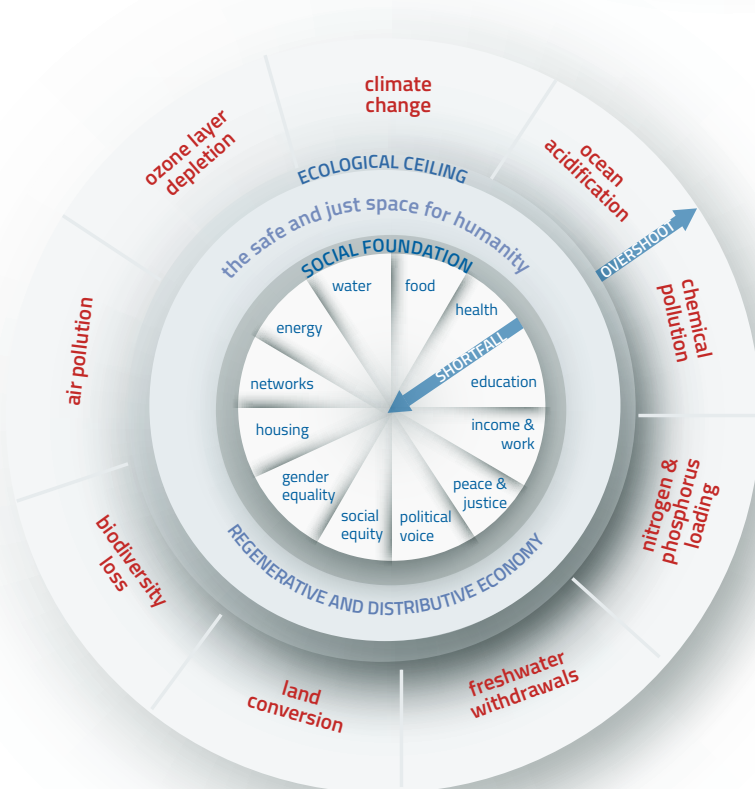 climate
change
ocean
acidification
chemical
pollution
nitrogen &
phosphorus
loading
freshwater
withdrawals
land
conversion
biodiversity
loss
air pollution
ozone layer
depletion
OVERSHOOT
ECOLOGICAL CEILING
the safe and just space for humanity
SOCIAL FOUNDATION
water
food
health
SHORTFALL
education
income &
work
peace &
justice
political
voice
social
equity
gender
equality
housing
networks
energy
REGENERATIVE AND DISTRIBUTIVE ECONOMY